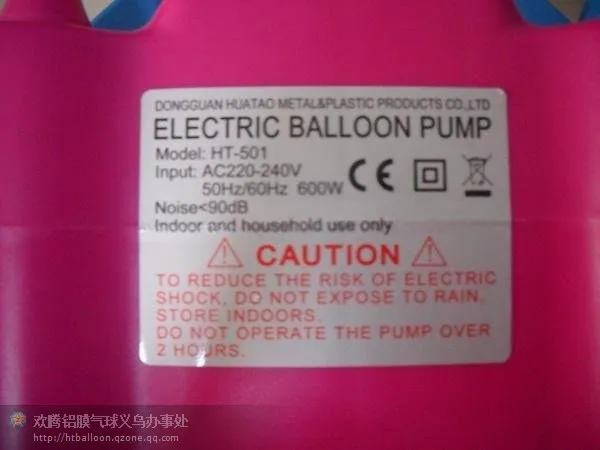 DONGGUAN HUATAO METAL&PLASTIC PRODUCTS CO.,LTD
ELECTRIC BALLOON PUMP
Model: HT-501
Input: AC220-240V
50Hz/60Hz 600W
Noise<90dB
Indoor and household use only
CE
CAUTION
TO REDUCE THE RISK OF ELECTRIC
SHOCK, DO NOT EXPOSE TO RAIN.
STORE INDOORS.
DO NOT OPERATE THE PUMP OVER
2 HOURS.
欢腾铝膜气球义乌办事处
http://htballoon.qzone.qq.com